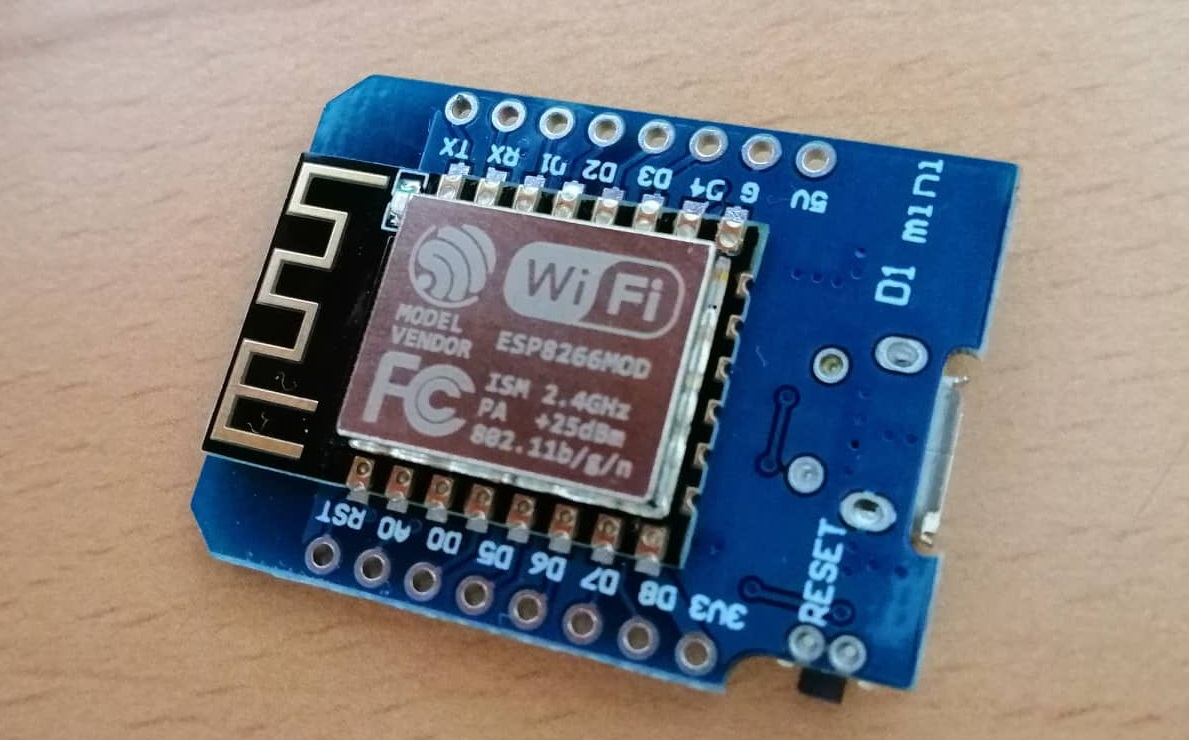 TX RX D1 D2 D3 D4 G 5V
D1 mini
WiFi
MODEL
VENDOR
ESP8266MOD
FC
ISM 2.4GHz
PA +25dBm
802.11b/g/n
RST A0 D0 D5 D6 D7 D8 3V3
RESET